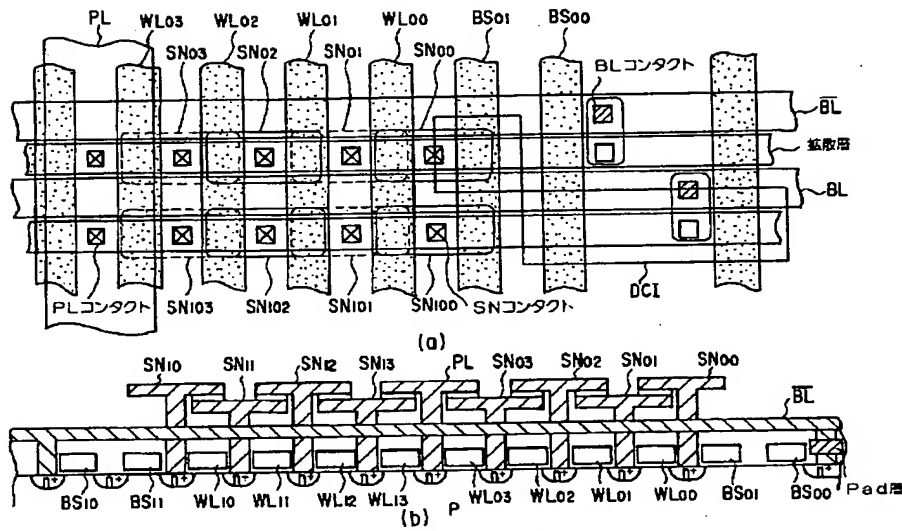 PL
WL03
WL02
WL01
WL00
BS01
BS00
SN03
SN02
SN01
SN00
BLコンタクト
BL
拡散層
BL
PLコンタクト
SN103
SN102
SN101
SN100
SNコンタクト
DCI
(a)
SN10
SN11
SN12
SN13
PL
SN03
SN02
SN01
SN00
BL
n+ n+ n+ n+ n+ n+ n+ n+ n+ n+ n+ n+ n+
BS10
BS11
WL10
WL11
WL12
WL13
WL03
WL02
WL01
WL00
BS01
BS00
Pad層
(b)
P